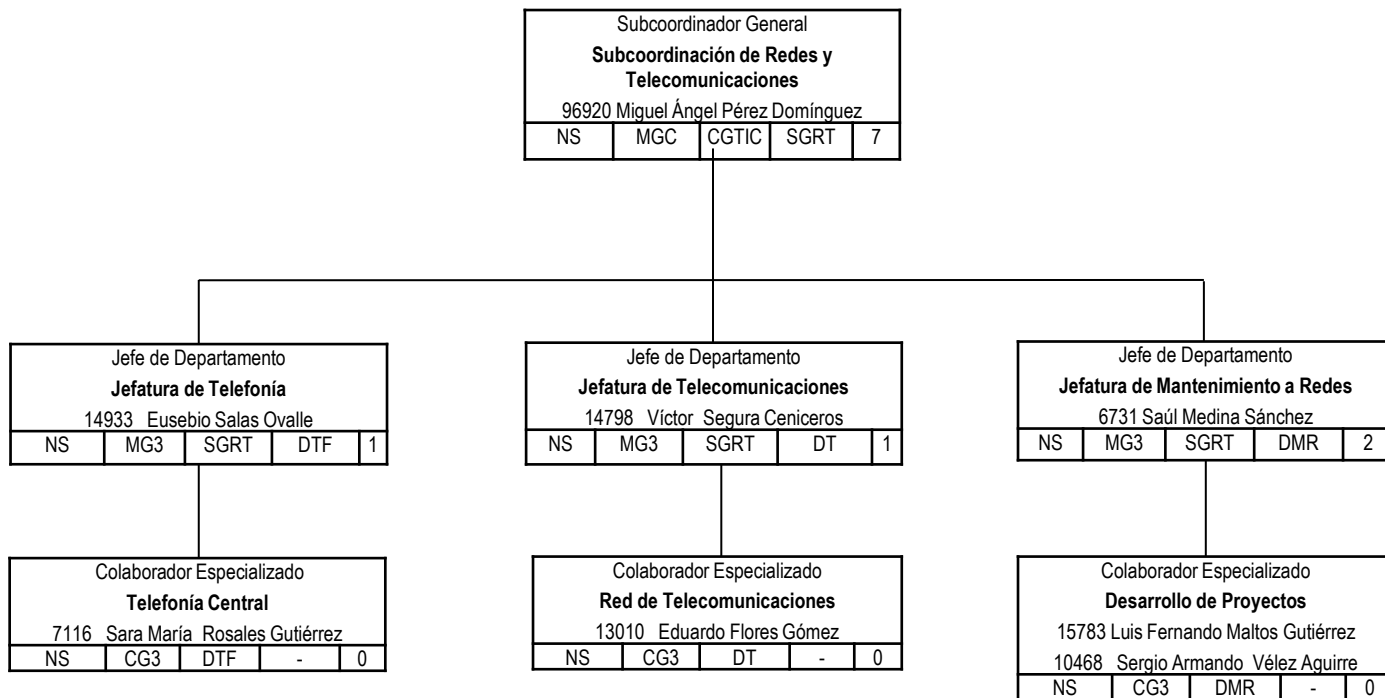 Subcoordinador General
Subcoordinación de Redes y
Telecomunicaciones
96920 Miguel Ángel Pérez Domínguez
NS MGC CGTIC SGRT 7
Jefe de Departamento
Jefatura de Telefonía
14933 Eusebio Salas Ovalle
NS MG3 SGRT DTF 1
Jefe de Departamento
Jefatura de Telecomunicaciones
14798 Víctor Segura Ceniceros
NS MG3 SGRT DT 1
Jefe de Departamento
Jefatura de Mantenimiento a Redes
6731 Saúl Medina Sánchez
NS MG3 SGRT DMR 2
Colaborador Especializado
Telefonía Central
7116 Sara María Rosales Gutiérrez
NS CG3 DTF - 0
Colaborador Especializado
Red de Telecomunicaciones
13010 Eduardo Flores Gómez
NS CG3 DT - 0
Colaborador Especializado
Desarrollo de Proyectos
15783 Luis Fernando Maltos Gutiérrez
10468 Sergio Armando Vélez Aguirre
NS CG3 DMR - 0